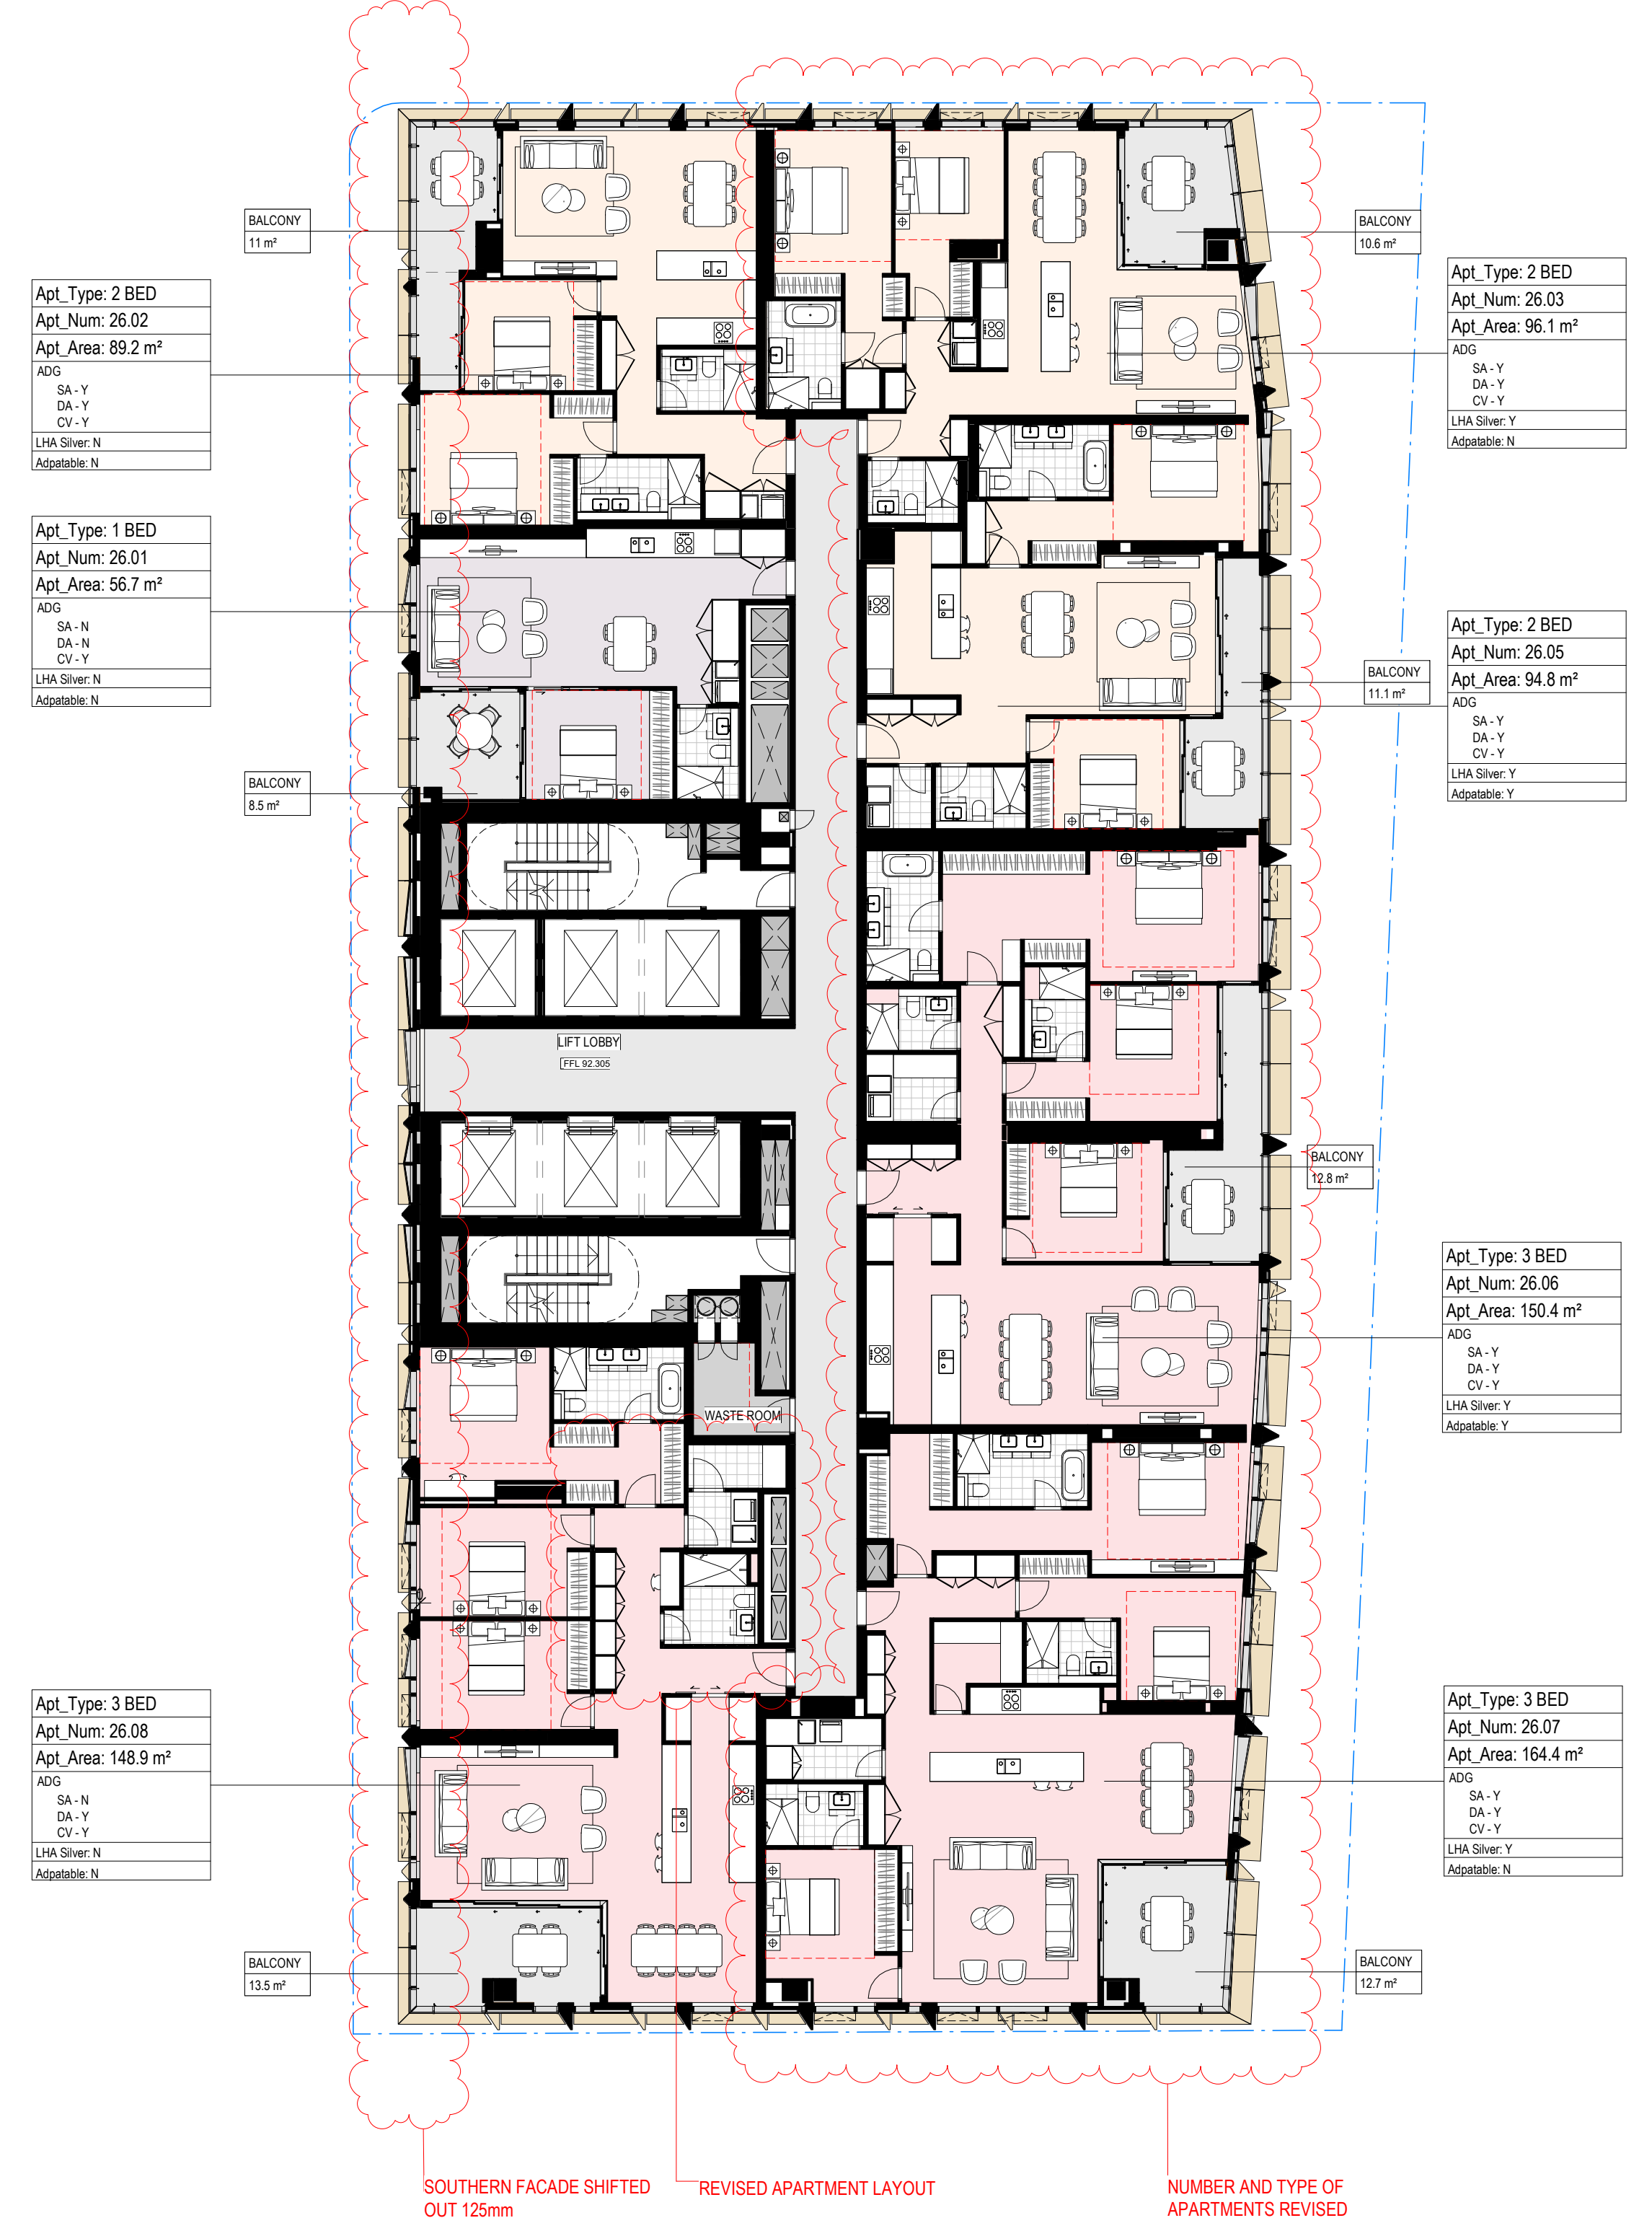 BALCONY
11 m²
Apt_Type: 2 BED
Apt_Num: 26.02
Apt_Area: 89.2 m²
ADG
SA - Y
DA - Y
CV - Y
LHA Silver: N
Adpatable: N
Apt_Type: 1 BED
Apt_Num: 26.01
Apt_Area: 56.7 m²
ADG
SA - N
DA - N
CV - Y
LHA Silver: N
Adpatable: N
BALCONY
8.5 m²
BALCONY
10.6 m²
Apt_Type: 2 BED
Apt_Num: 26.03
Apt_Area: 96.1 m²
ADG
SA - Y
DA - Y
CV - Y
LHA Silver: Y
Adpatable: N
Apt_Type: 2 BED
Apt_Num: 26.05
Apt_Area: 94.8 m²
ADG
SA - Y
DA - Y
CV - Y
LHA Silver: Y
Adpatable: Y
BALCONY
11.1 m²
LIFT LOBBY
FFL 92.305
BALCONY
12.8 m²
Apt_Type: 3 BED
Apt_Num: 26.06
Apt_Area: 150.4 m²
ADG
SA - Y
DA - Y
CV - Y
LHA Silver: Y
Adpatable: Y
WASTE ROOM
Apt_Type: 3 BED
Apt_Num: 26.08
Apt_Area: 148.9 m²
ADG
SA - N
DA - Y
CV - Y
LHA Silver: N
Adpatable: N
Apt_Type: 3 BED
Apt_Num: 26.07
Apt_Area: 164.4 m²
ADG
SA - Y
DA - Y
CV - Y
LHA Silver: Y
Adpatable: N
BALCONY
13.5 m²
BALCONY
12.7 m²
SOUTHERN FACADE SHIFTED
OUT 125mm
REVISED APARTMENT LAYOUT
NUMBER AND TYPE OF
APARTMENTS REVISED